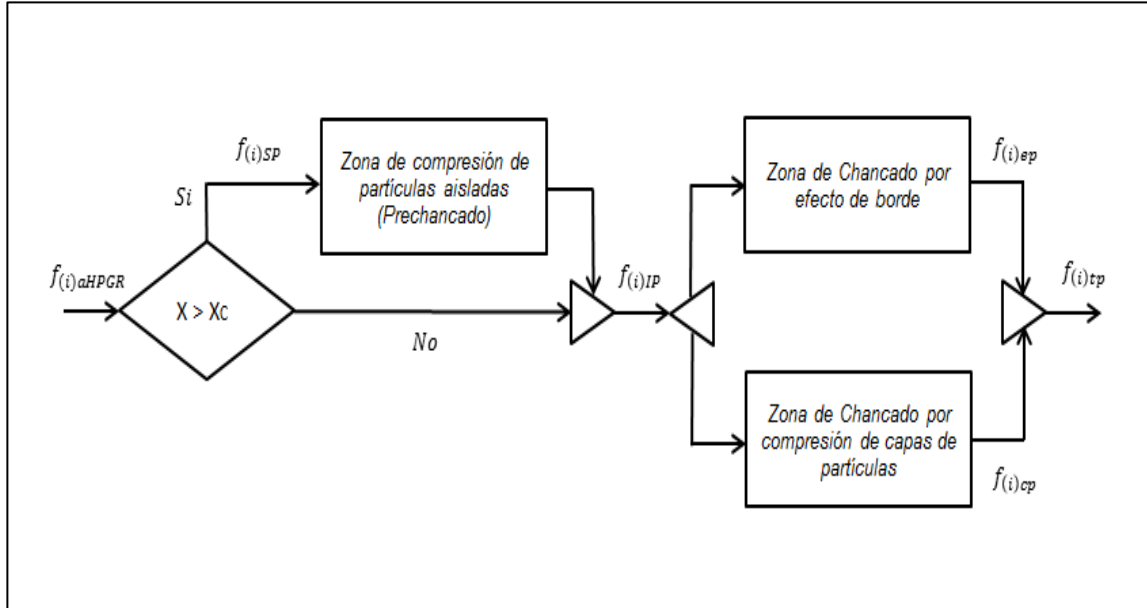 f(i)SP
Zona de compresión de
partículas aisladas
(Prechancado)
Si
f(i)aHPGR
X > Xc
No
f(i)IP
Zona de Chancado por
efecto de borde
f(i)ep
f(i)tp
Zona de Chancado por
compresión de capas de
partículas
f(i)cp